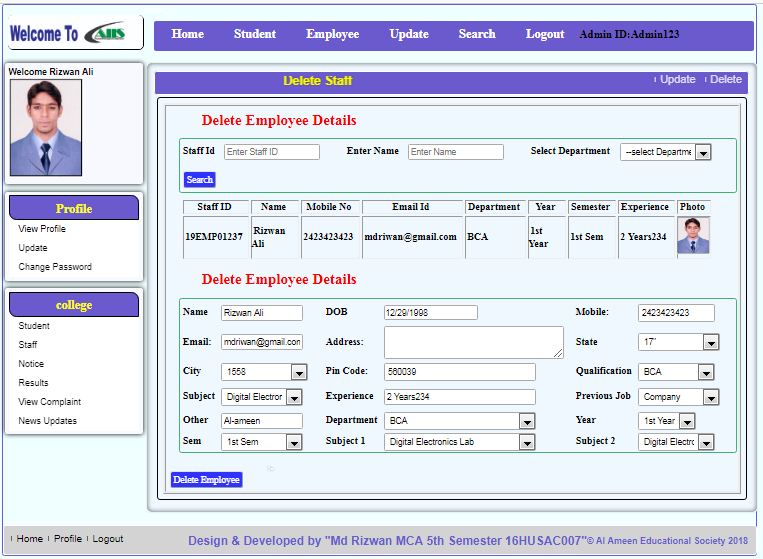 Welcome To AIIS
Home Student Employee Update Search Logout Admin ID:Admin123
Welcome Rizwan Ali
Profile
View Profile
Update
Change Password
college
Student
Staff
Notice
Results
View Complaint
News Updates
Delete Staff
Update Delete
Delete Employee Details
Staff Id Enter Staff ID Enter Name Enter Name Select Department --select Departme
Search
Staff ID Name Mobile No Email Id Department Year Semester Experience Photo
19EMP01237 Rizwan Ali 2423423423 mdriwan@gmail.com BCA 1st Year 1st Sem 2 Years234
Delete Employee Details
Name Rizwan Ali DOB 12/29/1998 Mobile: 2423423423
Email: mdriwan@gmail.con Address: State 17"
City 1558 Pin Code: 560039 Qualification BCA
Subject Digital Electror Experience 2 Years234 Previous Job Company
Other Al-ameen Department BCA Year 1st Year
Sem 1st Sem Subject 1 Digital Electronics Lab Subject 2 Digital Electrc
Delete Employee
Home Profile Logout
Design & Developed by "Md Rizwan MCA 5th Semester 16HUSAC007"© Al Ameen Educational Society 2018